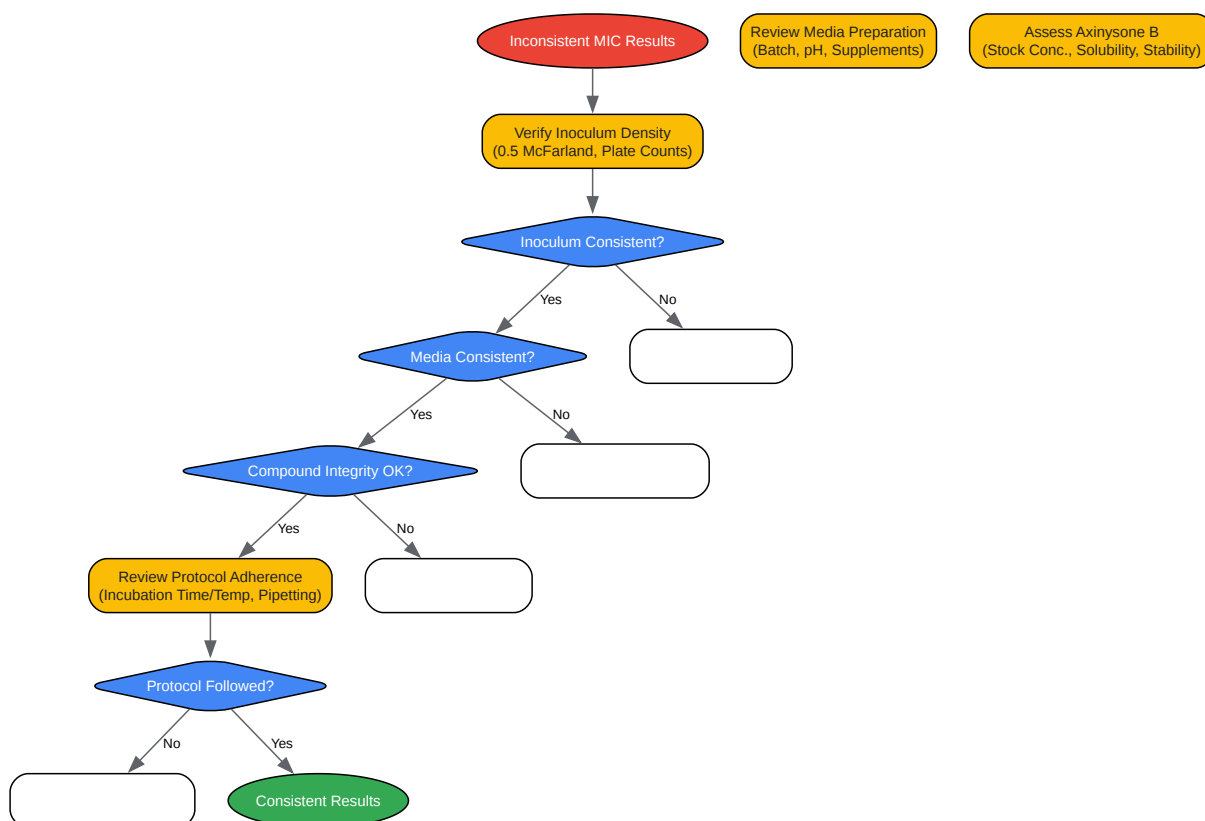 Inconsistent MIC Results
Review Media Preparation
(Batch, pH, Supplements)
Assess Axinysone B
(Stock Conc., Solubility, Stability)
Verify Inoculum Density
(0.5 McFarland, Plate Counts)
Inoculum Consistent?
Yes
No
Media Consistent?
Yes
No
Compound Integrity OK?
Yes
No
Review Protocol Adherence
(Incubation Time/Temp, Pipetting)
Protocol Followed?
No
Yes
Consistent Results